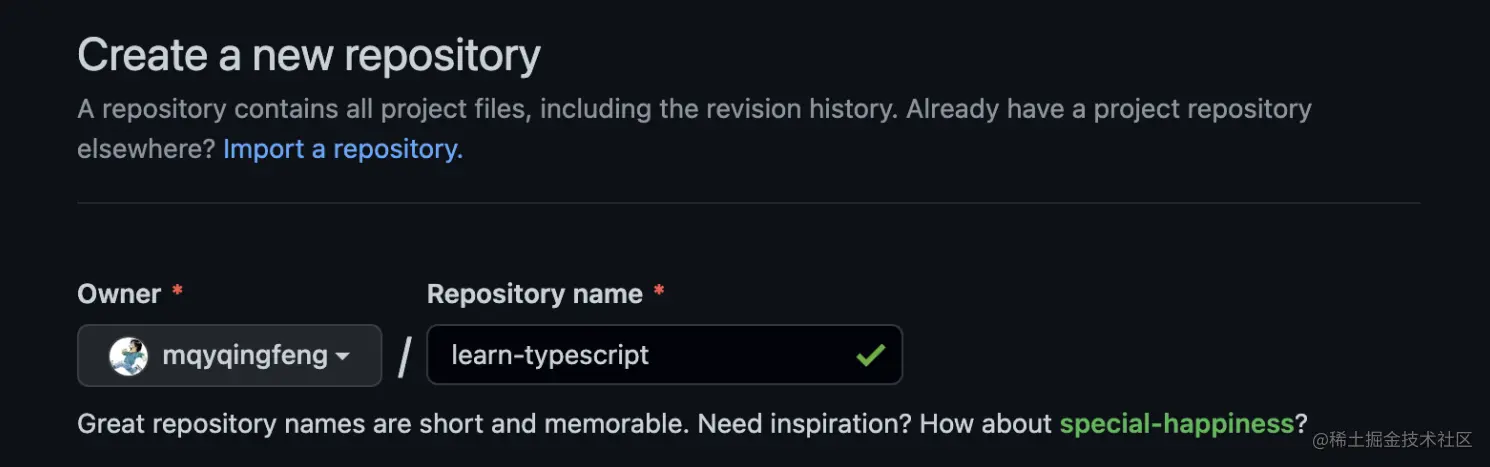 Create a new repository
A repository contains all project files, including the revision history. Already have a project repository
elsewhere? Import a repository.
Owner * Repository name *
mqyqingfeng / learn-typescript
Great repository names are short and memorable. Need inspiration? How about special-happiness?
@稀土掘金技术社区